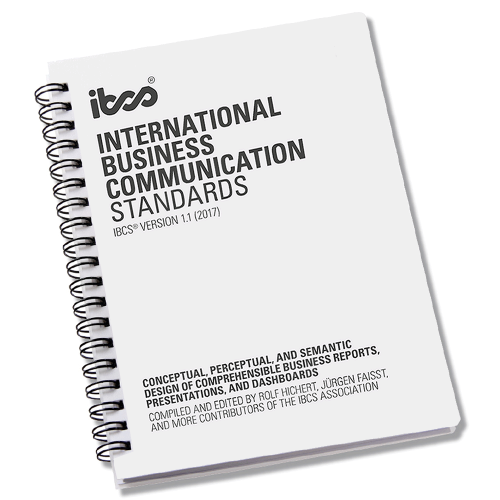 ibcs®
INTERNATIONAL
BUSINESS
COMMUNICATION
STANDARDS
IBCS® VERSION 1.1 (2017)
CONCEPTUAL, PERCEPTUAL, AND SEMANTIC
DESIGN OF COMPREHENSIBLE BUSINESS REPORTS,
PRESENTATIONS, AND DASHBOARDS
COMPILED AND EDITED BY ROLF HICHERT, JÜRGEN FAISST,
AND MORE CONTRIBUTORS OF THE IBCS ASSOCIATION